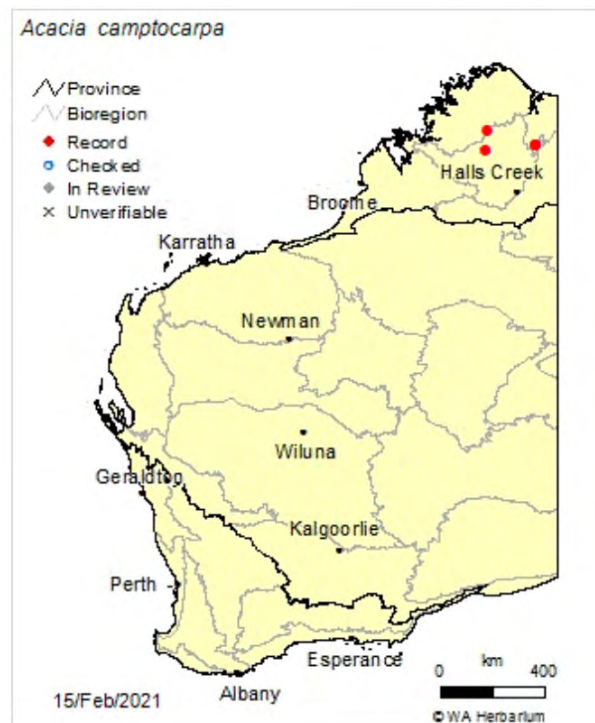 Acacia camptocarpa
Province
Bioregion
Record
Checked
In Review
Unverifiable
Halls Creek
Broome
Karratha
Newman
Wiluna
Geraldton
Kalgoorlie
Perth
Esperance
Albany
0 km 400
15/Feb/2021
© WA Herbarium